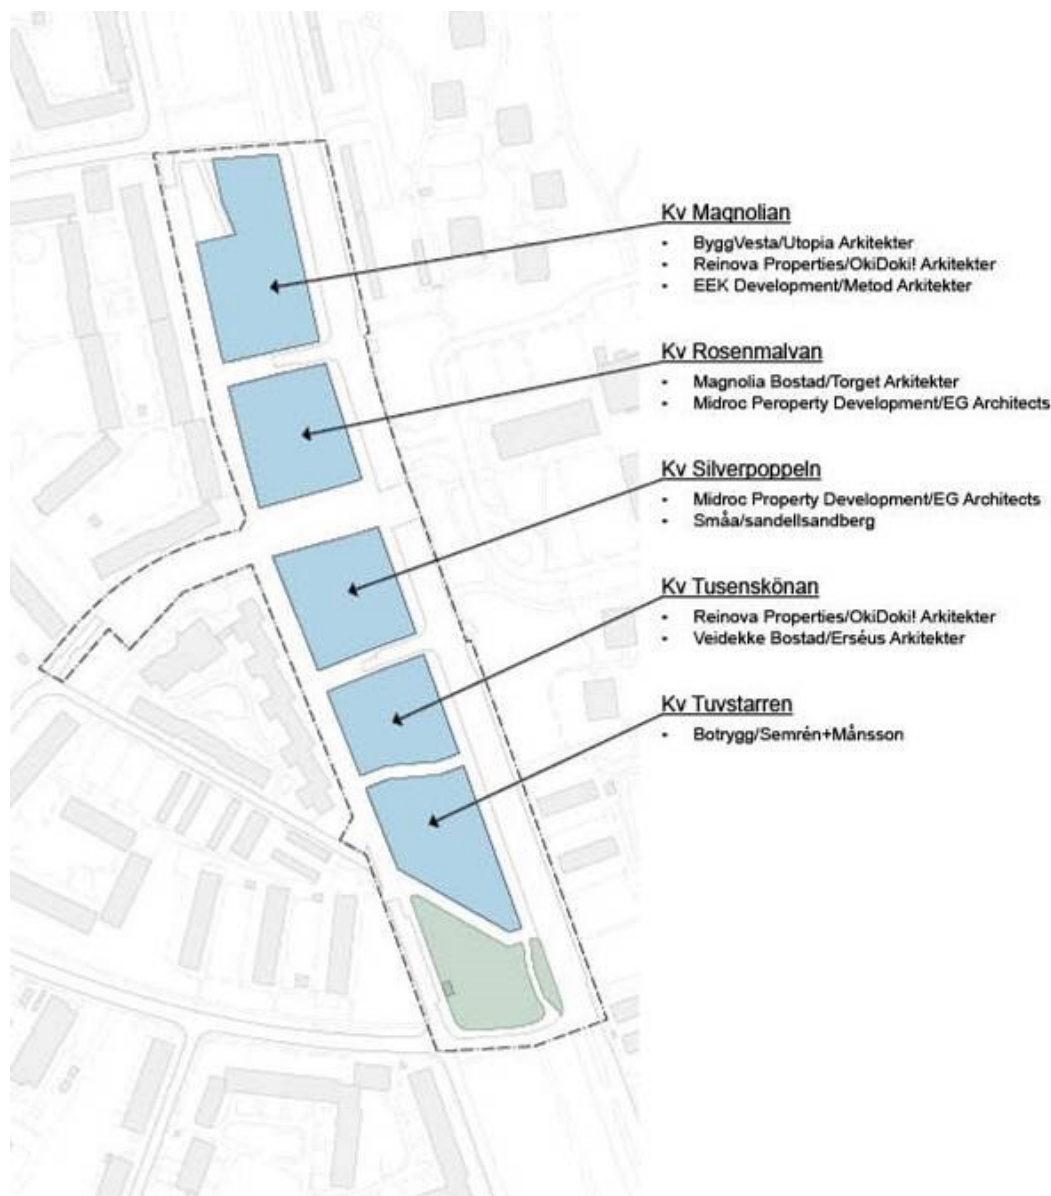 Kv Magnolian
• ByggVesta/Utopia Arkitekter
• Reinova Properties/OkiDoki! Arkitekter
• EEK Development/Metod Arkitekter
Kv Rosenmalvan
• Magnolia Bostad/Torget Arkitekter
• Midroc Peroperty Development/EG Architects
Kv Silverpoppeln
• Midroc Property Development/EG Architects
• Småa/sandellsandberg
Kv Tusenskönan
• Reinova Properties/OkiDoki! Arkitekter
• Veidekke Bostad/Erséus Arkitekter
Kv Tuvstarren
• Botrygg/Semrén+Månsson